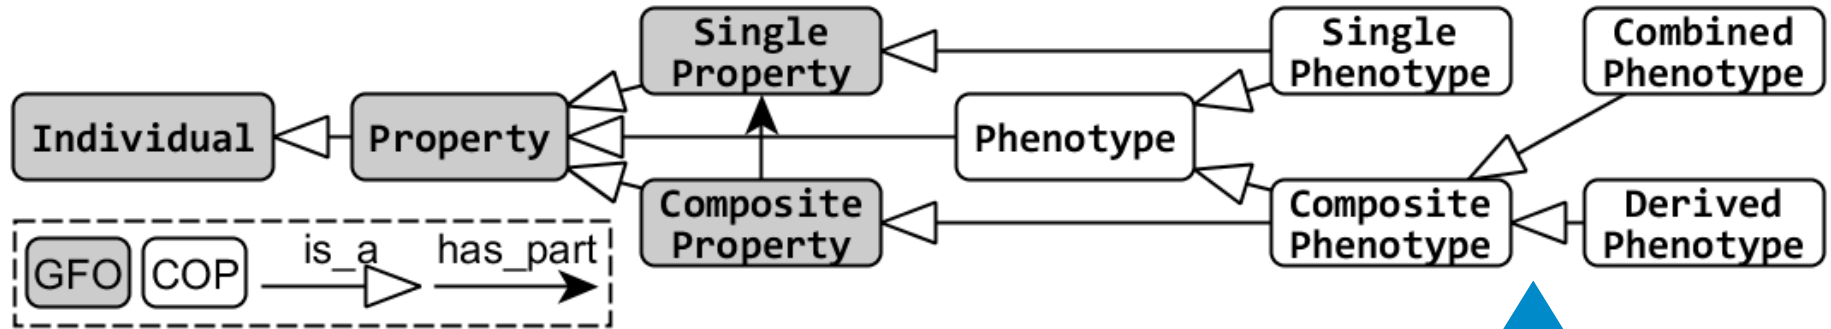 Single
Property
Single
Phenotype
Combined
Phenotype
Individual
Property
Phenotype
Composite
Property
Composite
Phenotype
Derived
Phenotype
GFO
COP
is_a
has_part